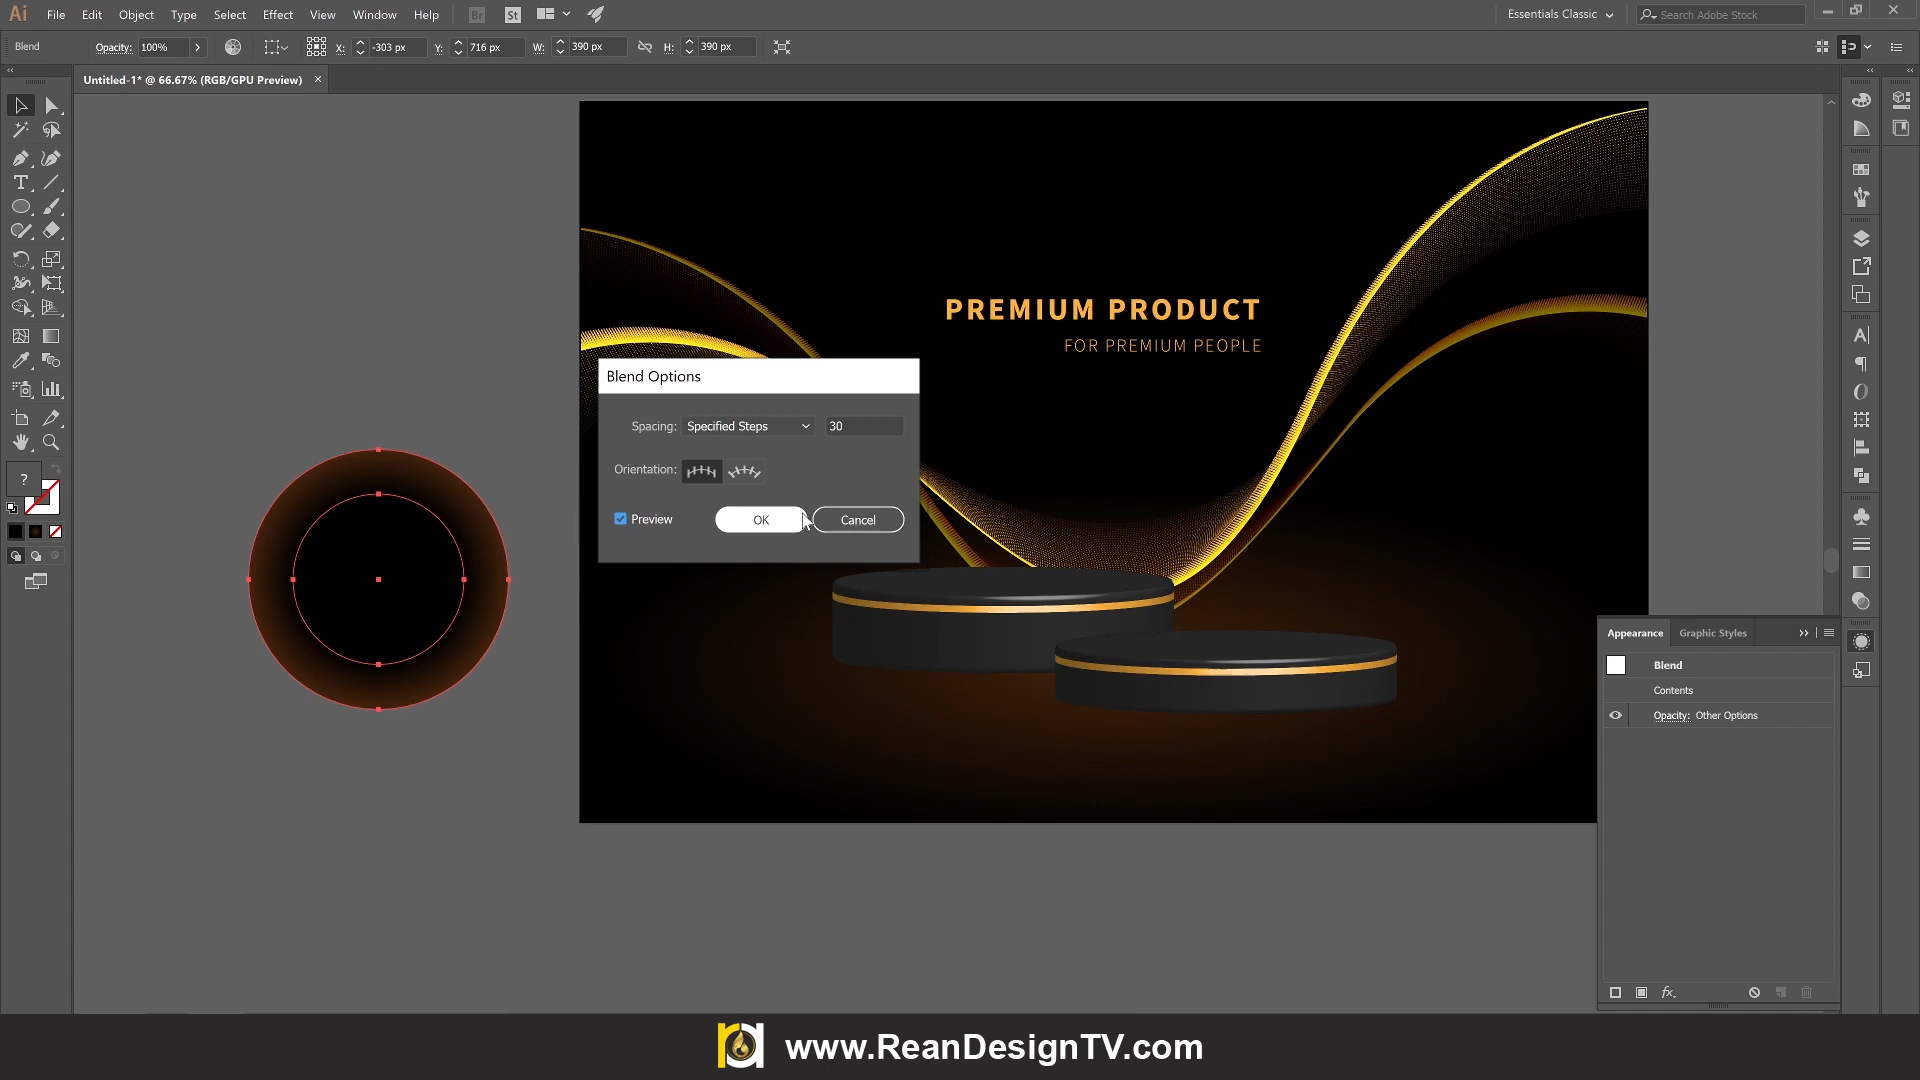 Ai File Edit Object Type Select Effect View Window Help Br St Essentials Classic Search Adobe Stock
Blend Opacity: 100% X: -303 px Y: 716 px W: 390 px H: 390 px
Untitled-1* @ 66.67% (RGB/GPU Preview) ×
PREMIUM PRODUCT
FOR PREMIUM PEOPLE
Blend Options
Spacing: Specified Steps 30
Orientation:
Preview OK Cancel
?
Appearance Graphic Styles
Blend
Contents
Opacity: Other Options
fx.
www.ReanDesignTV.com